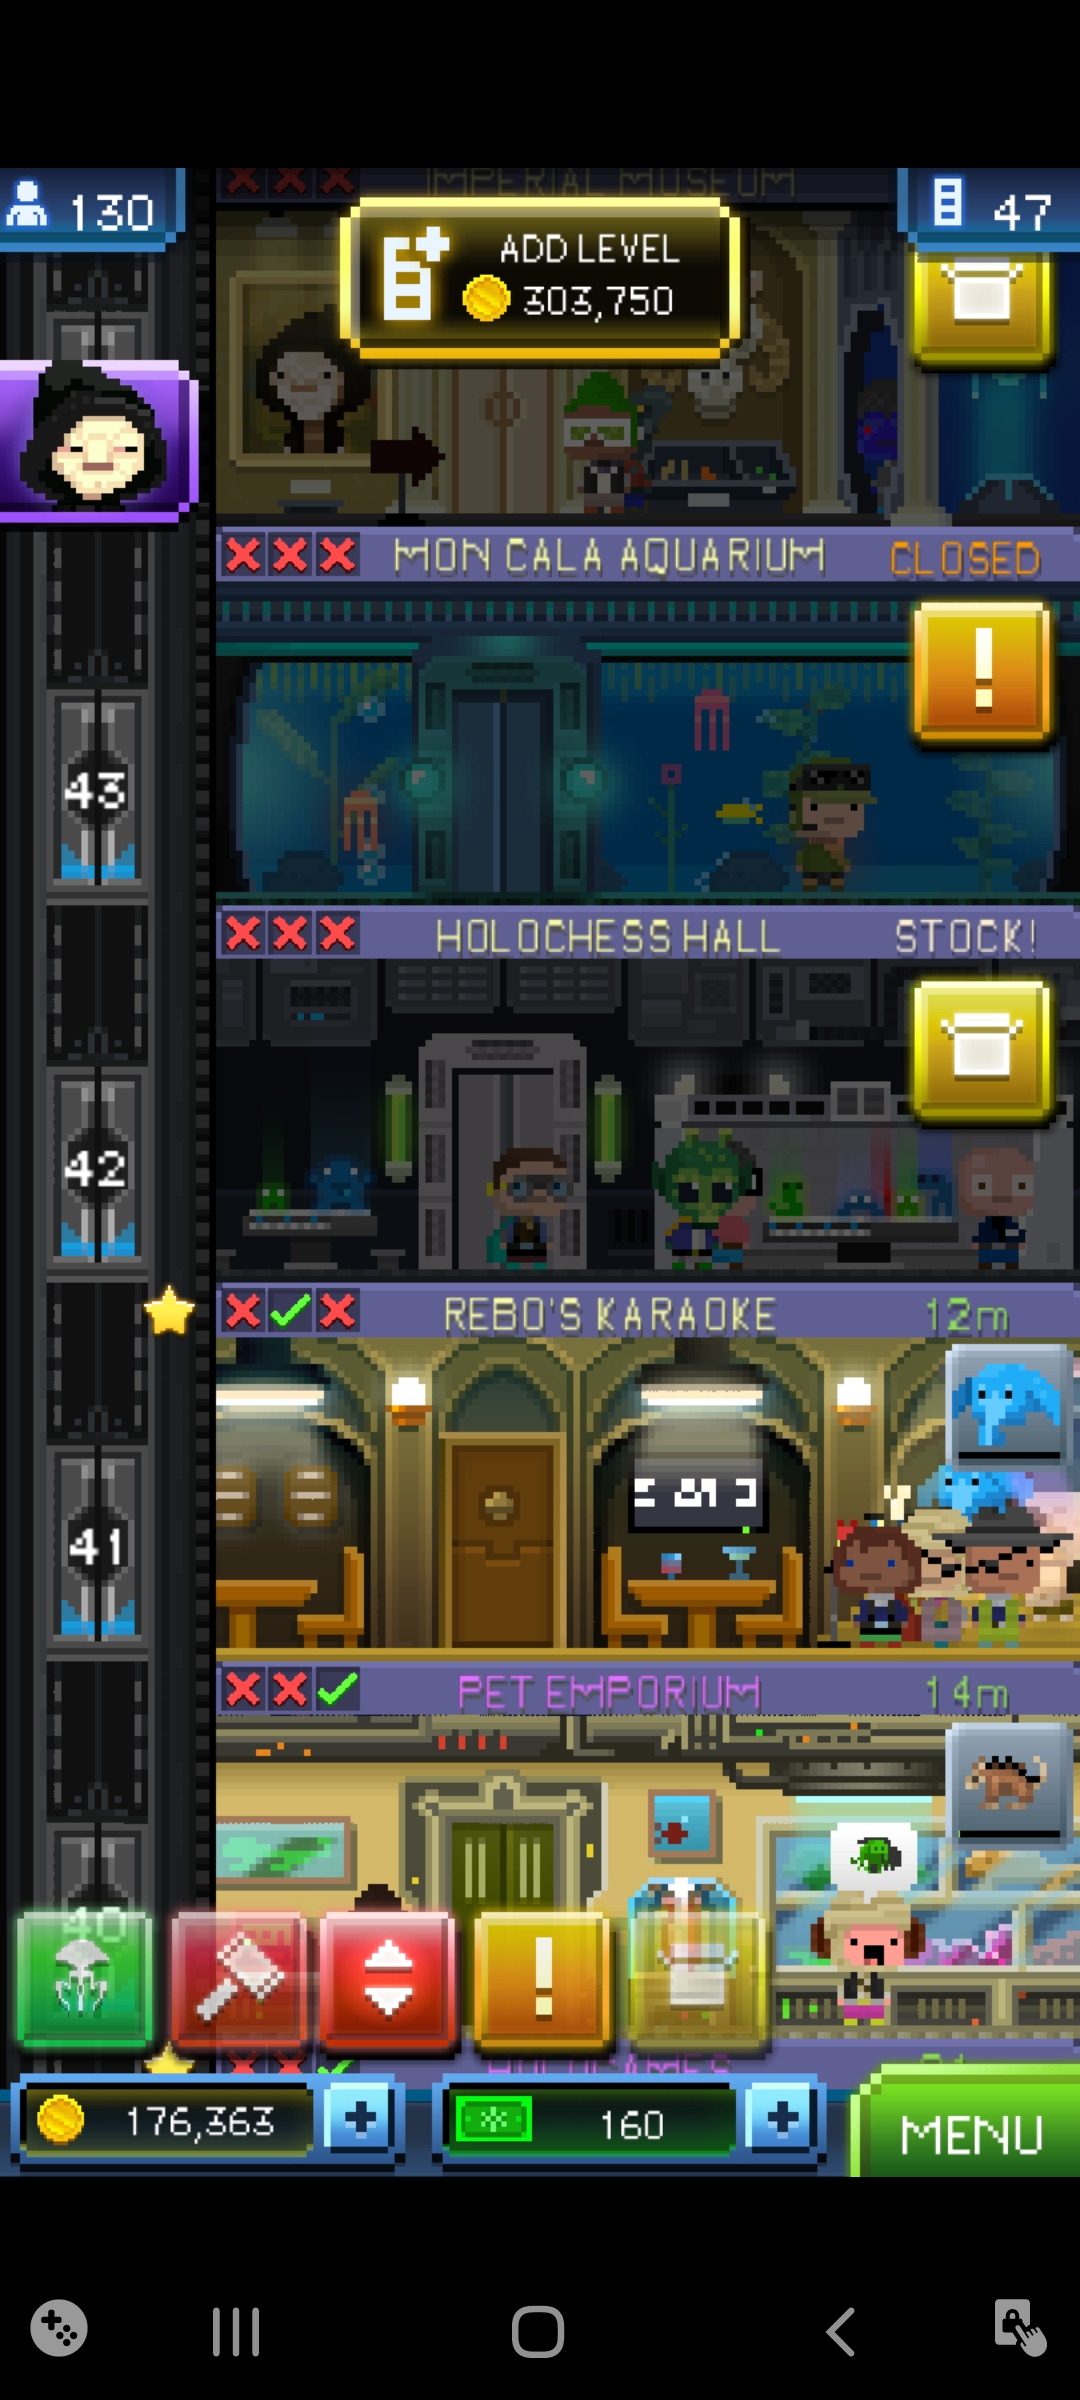 IMPERIAL MUSEUM
130
47
ADD LEVEL
303,750
MON CALA AQUARIUM CLOSED
43
HOLOCHESS HALL STOCK!
42
REBO'S KARAOKE 12m
41
PET EMPORIUM 14m
40
HOLOGAMES
176,363
160
MENU